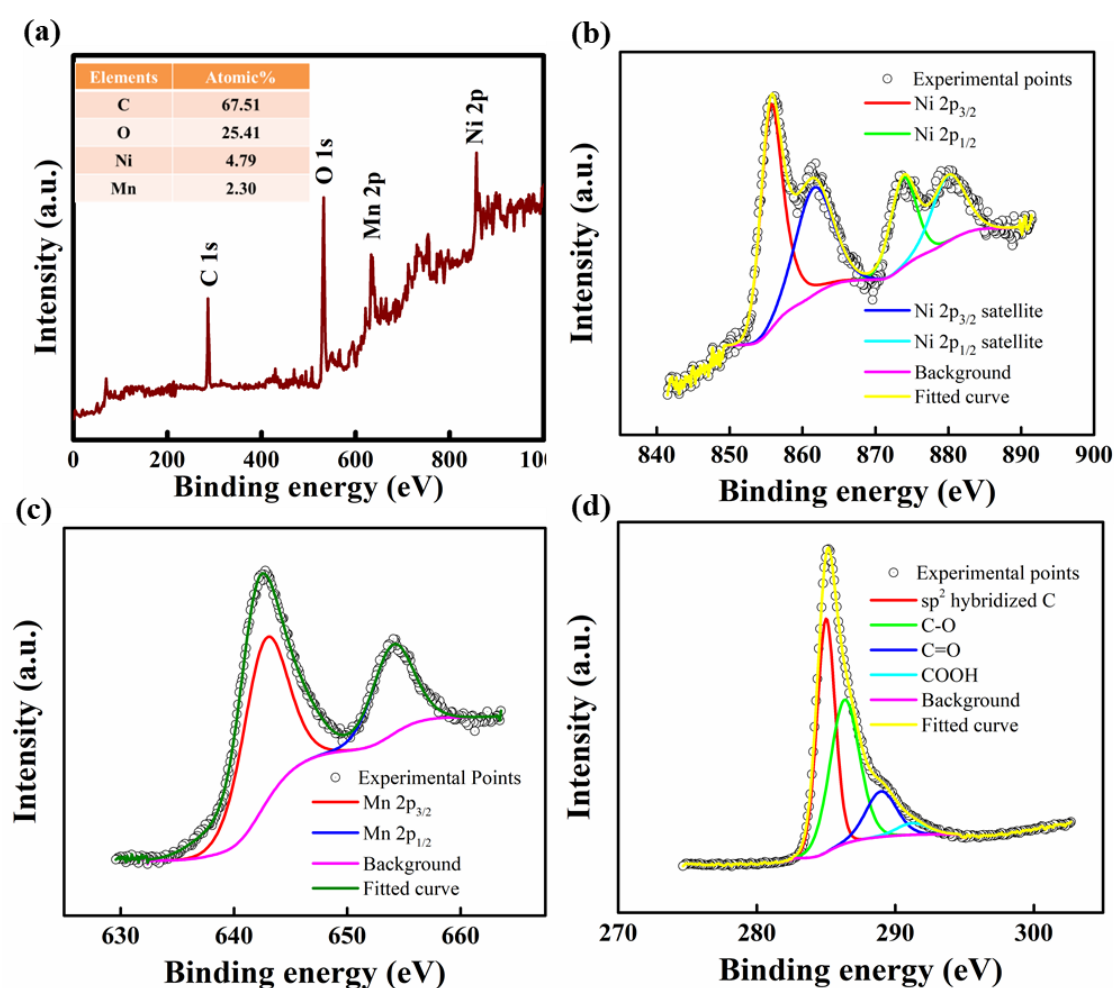 (a)
Elements Atomic%
C 67.51
O 25.41
Ni 4.79
Mn 2.30
C 1s
O 1s
Mn 2p
Ni 2p
Intensity (a.u.)
0 200 400 600 800 100
Binding energy (eV)
(b)
Experimental points
Ni 2p3/2
Ni 2p1/2
Ni 2p3/2 satellite
Ni 2p1/2 satellite
Background
Fitted curve
Intensity (a.u.)
840 850 860 870 880 890 900
Binding energy (eV)
(c)
Experimental Points
Mn 2p3/2
Mn 2p1/2
Background
Fitted curve
Intensity (a.u.)
630 640 650 660
Binding energy (eV)
(d)
Experimental points
sp2 hybridized C
C-O
C=O
COOH
Background
Fitted curve
Intensity (a.u.)
270 280 290 300
Binding energy (eV)